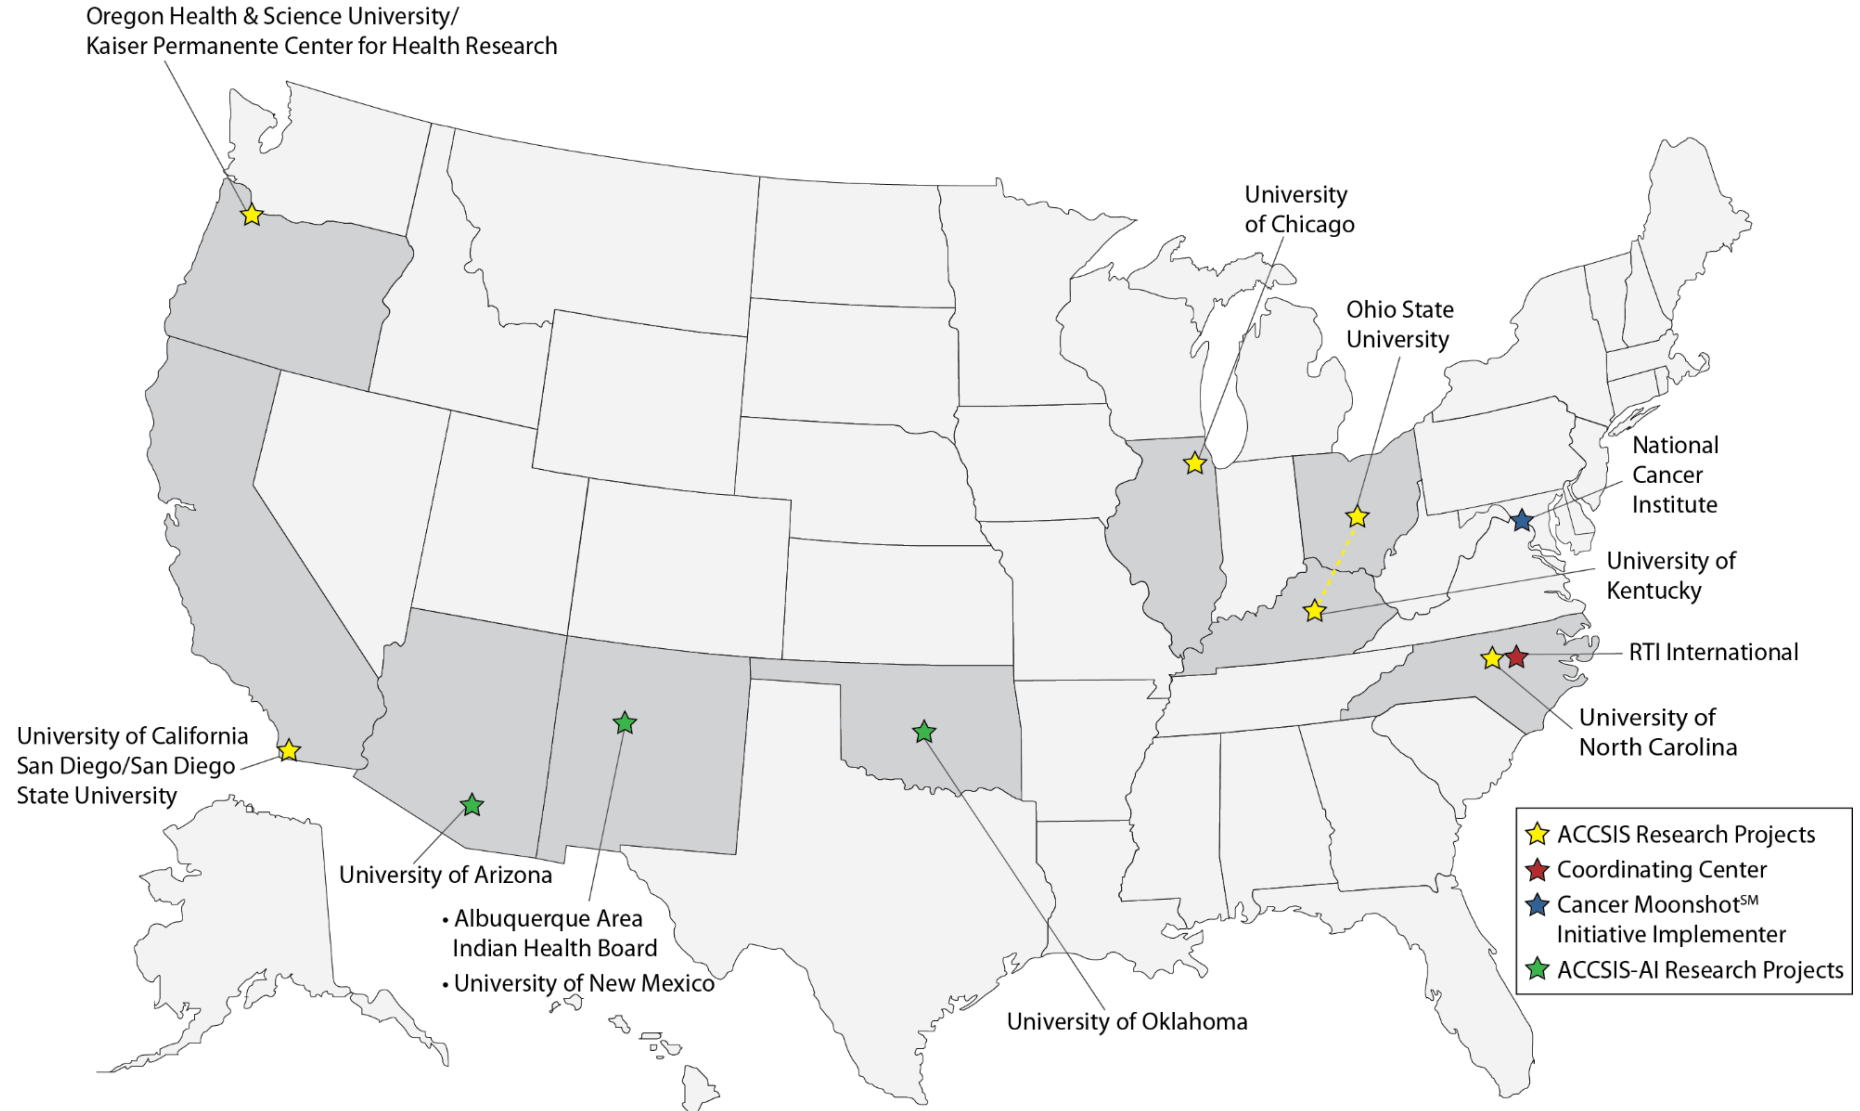 Oregon Health & Science University/
Kaiser Permanente Center for Health Research
University
of Chicago
Ohio State
University
National
Cancer
Institute
University of
Kentucky
RTI International
University of
North Carolina
University of California
San Diego/San Diego
State University
University of Arizona
• Albuquerque Area
Indian Health Board
• University of New Mexico
University of Oklahoma
ACCSIS Research Projects
Coordinating Center
Cancer Moonshot℠
Initiative Implementer
ACCSIS-AI Research Projects